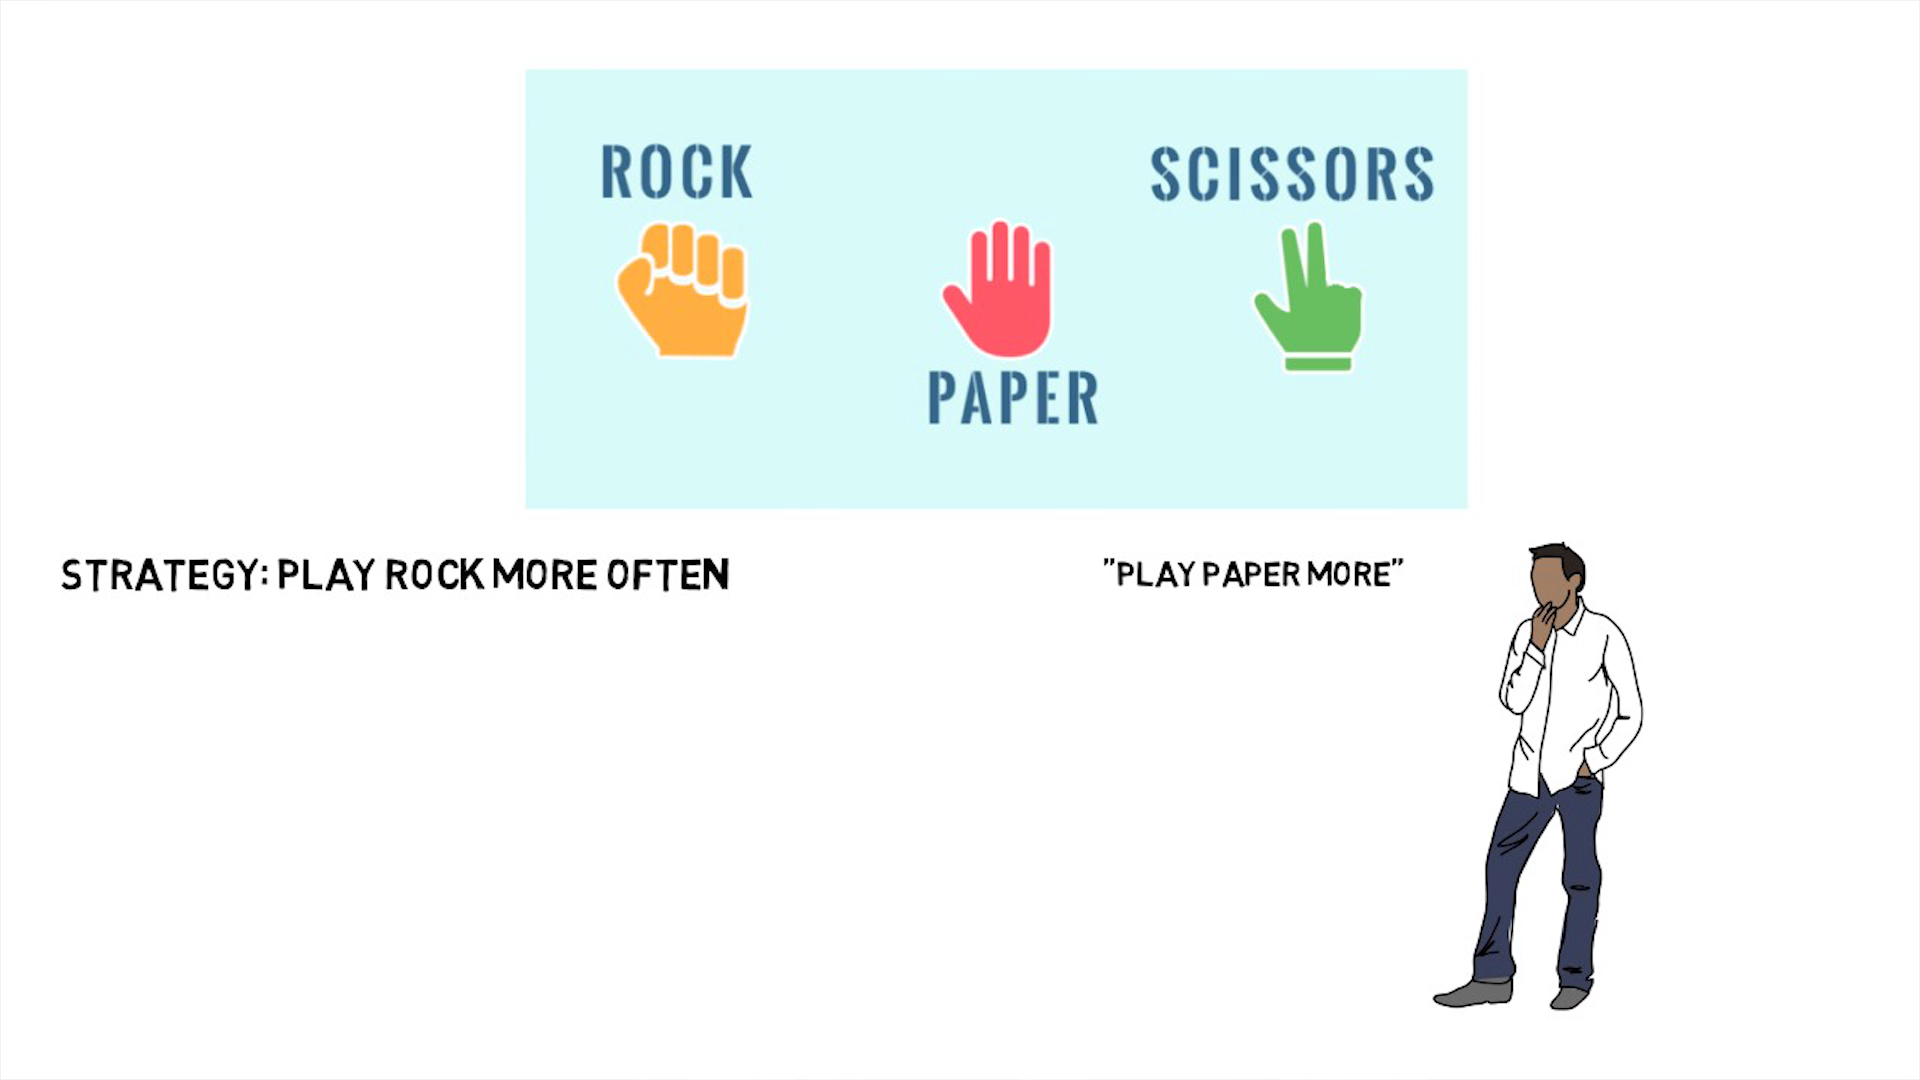 ROCK
SCISSORS
PAPER
STRATEGY: PLAY ROCK MORE OFTEN
"PLAY PAPER MORE"